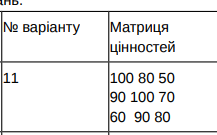 ань.
№ варіанту Матриця
цінностей
11 100 80 50
90 100 70
60 90 80